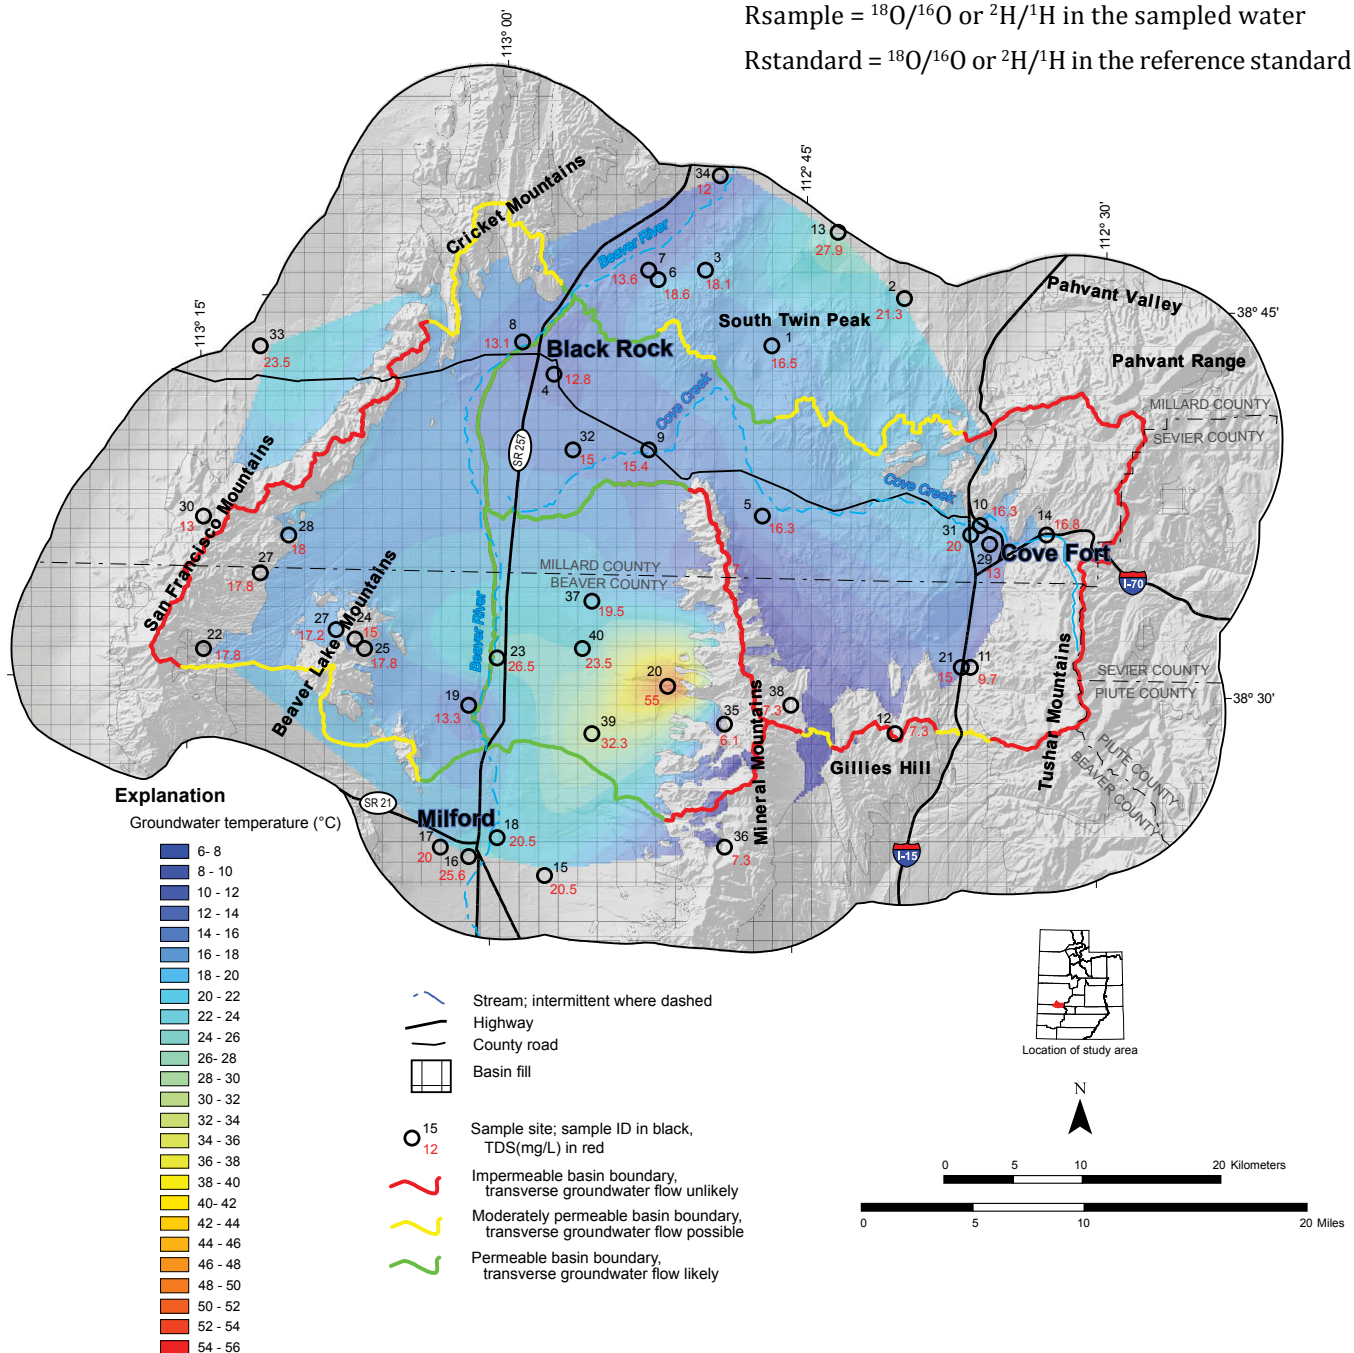 Rsample = ¹⁸O/¹⁶O or ²H/¹H in the sampled water
Rstandard = ¹⁸O/¹⁶O or ²H/¹H in the reference standard
113° 00'
112° 45'
112° 30'
113° 15'
38° 45'
38° 30'
Cricket Mountains
Beaver River
34
12
13
27.9
7
13.6
6
18.6
3
18.1
2
21.3
South Twin Peak
1
16.5
Pahvant Valley
Pahvant Range
MILLARD COUNTY
SEVIER COUNTY
33
23.5
8
13.1
Black Rock
4
12.8
Cove Creek
SR 257
32
15
9
15.4
Cove Creek
San Francisco Mountains
30
13
28
18
27
17.8
5
16.3
10
16.3
31
20
29
13
14
16.8
Cove Fort
I-70
MILLARD COUNTY
BEAVER COUNTY
7
37
19.5
Beaver Lake Mountains
27
17.2
24
15
25
17.8
22
17.8
Beaver River
23
26.5
40
23.5
20
55
19
13.3
39
32.3
35
6.1
38
7.3
21
15
11
9.7
12
7.3
Mineral Mountains
Gillies Hill
Tushar Mountains
SEVIER COUNTY
PIUTE COUNTY
PIUTE COUNTY
BEAVER COUNTY
SR 21
Milford
17
20
16
25.6
18
20.5
15
20.5
36
7.3
I-15
Explanation
Groundwater temperature (°C)
6- 8
8 - 10
10 - 12
12 - 14
14 - 16
16 - 18
18 - 20
20 - 22
22 - 24
24 - 26
26- 28
28 - 30
30 - 32
32 - 34
34 - 36
36 - 38
38 - 40
40- 42
42 - 44
44 - 46
46 - 48
48 - 50
50 - 52
52 - 54
54 - 56
Stream; intermittent where dashed
Highway
County road
Basin fill
15
12
Sample site; sample ID in black,
TDS(mg/L) in red
Impermeable basin boundary,
transverse groundwater flow unlikely
Moderately permeable basin boundary,
transverse groundwater flow possible
Permeable basin boundary,
transverse groundwater flow likely
Location of study area
N
0 5 10 20 Kilometers
0 5 10 20 Miles